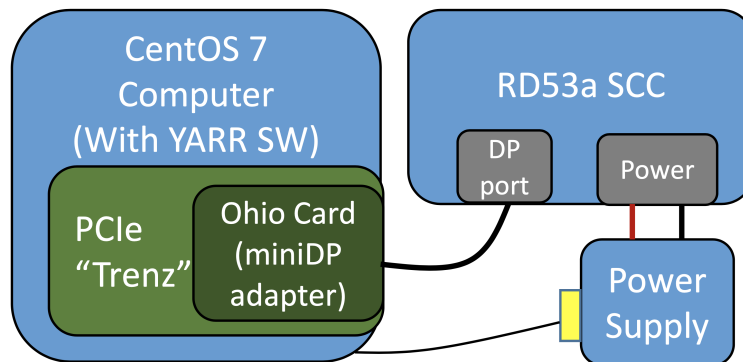 CentOS 7
Computer
(With YARR SW)
PCIe
“Trenz”
Ohio Card
(miniDP
adapter)
RD53a SCC
DP
port
Power
Power
Supply